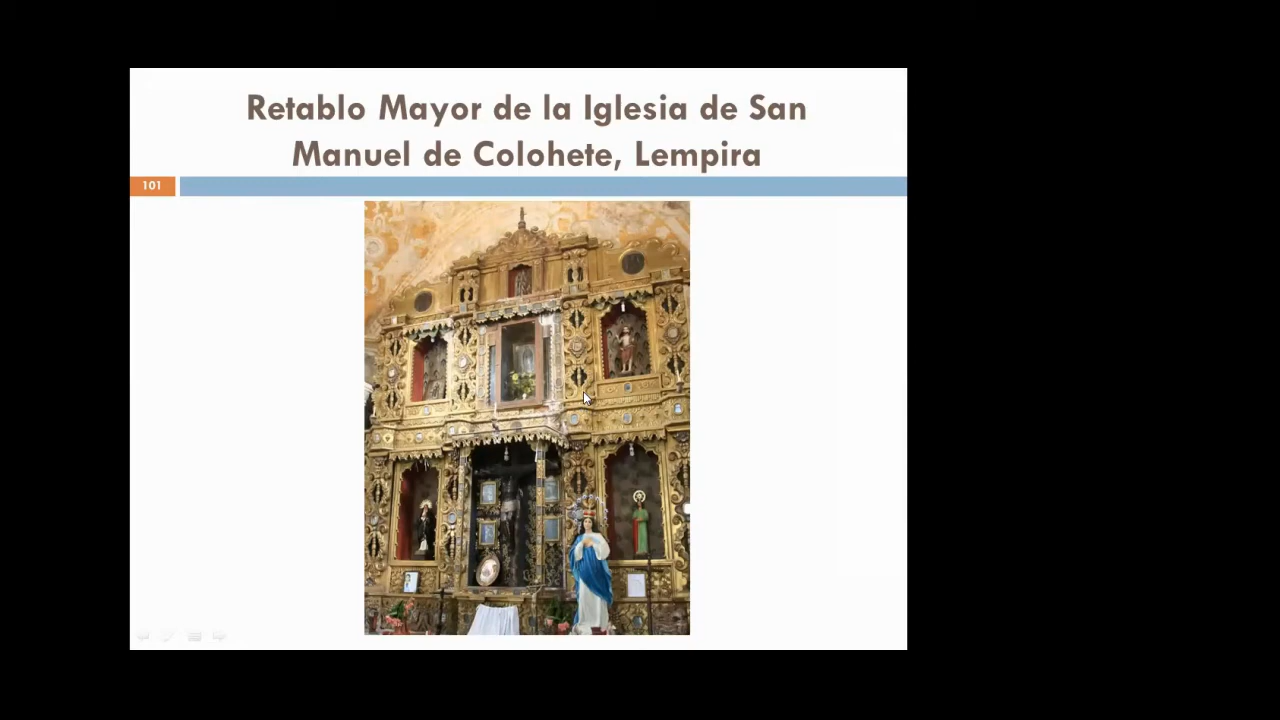 Retablo Mayor de la Iglesia de San
Manuel de Colohete, Lempira
101